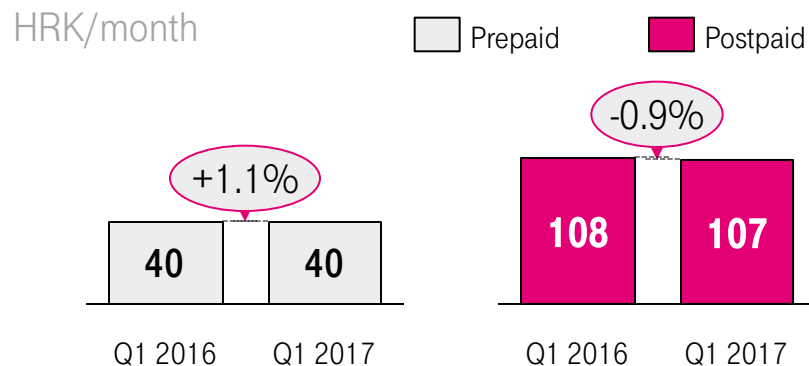 HRK/month
Prepaid
Postpaid
+1.1%
-0.9%
40
40
108
107
Q1 2016
Q1 2017
Q1 2016
Q1 2017